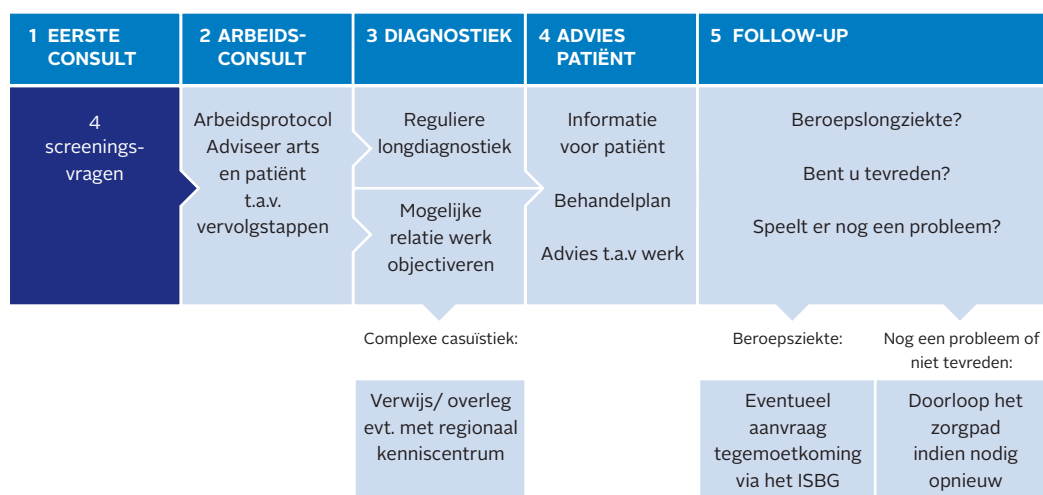 1 EERSTE
CONSULT
2 ARBEIDS-
CONSULT
3 DIAGNOSTIEK
4 ADVIES
PATIËNT
5 FOLLOW-UP
4
screenings-
vragen
Arbeidsprotocol
Adviseer arts
en patiënt
t.a.v.
vervolgstappen
Reguliere
longdiagnostiek
Mogelijke
relatie werk
objectiveren
Informatie
voor patiënt
Behandelplan
Advies t.a.v werk
Beroepslongziekte?
Bent u tevreden?
Speelt er nog een probleem?
Complexe casuïstiek:
Verwijs/ overleg
evt. met regionaal
kenniscentrum
Beroepsziekte:
Eventueel
aanvraag
tegemoetkoming
via het ISBG
Nog een probleem of
niet tevreden:
Doorloop het
zorgpad
indien nodig
opnieuw